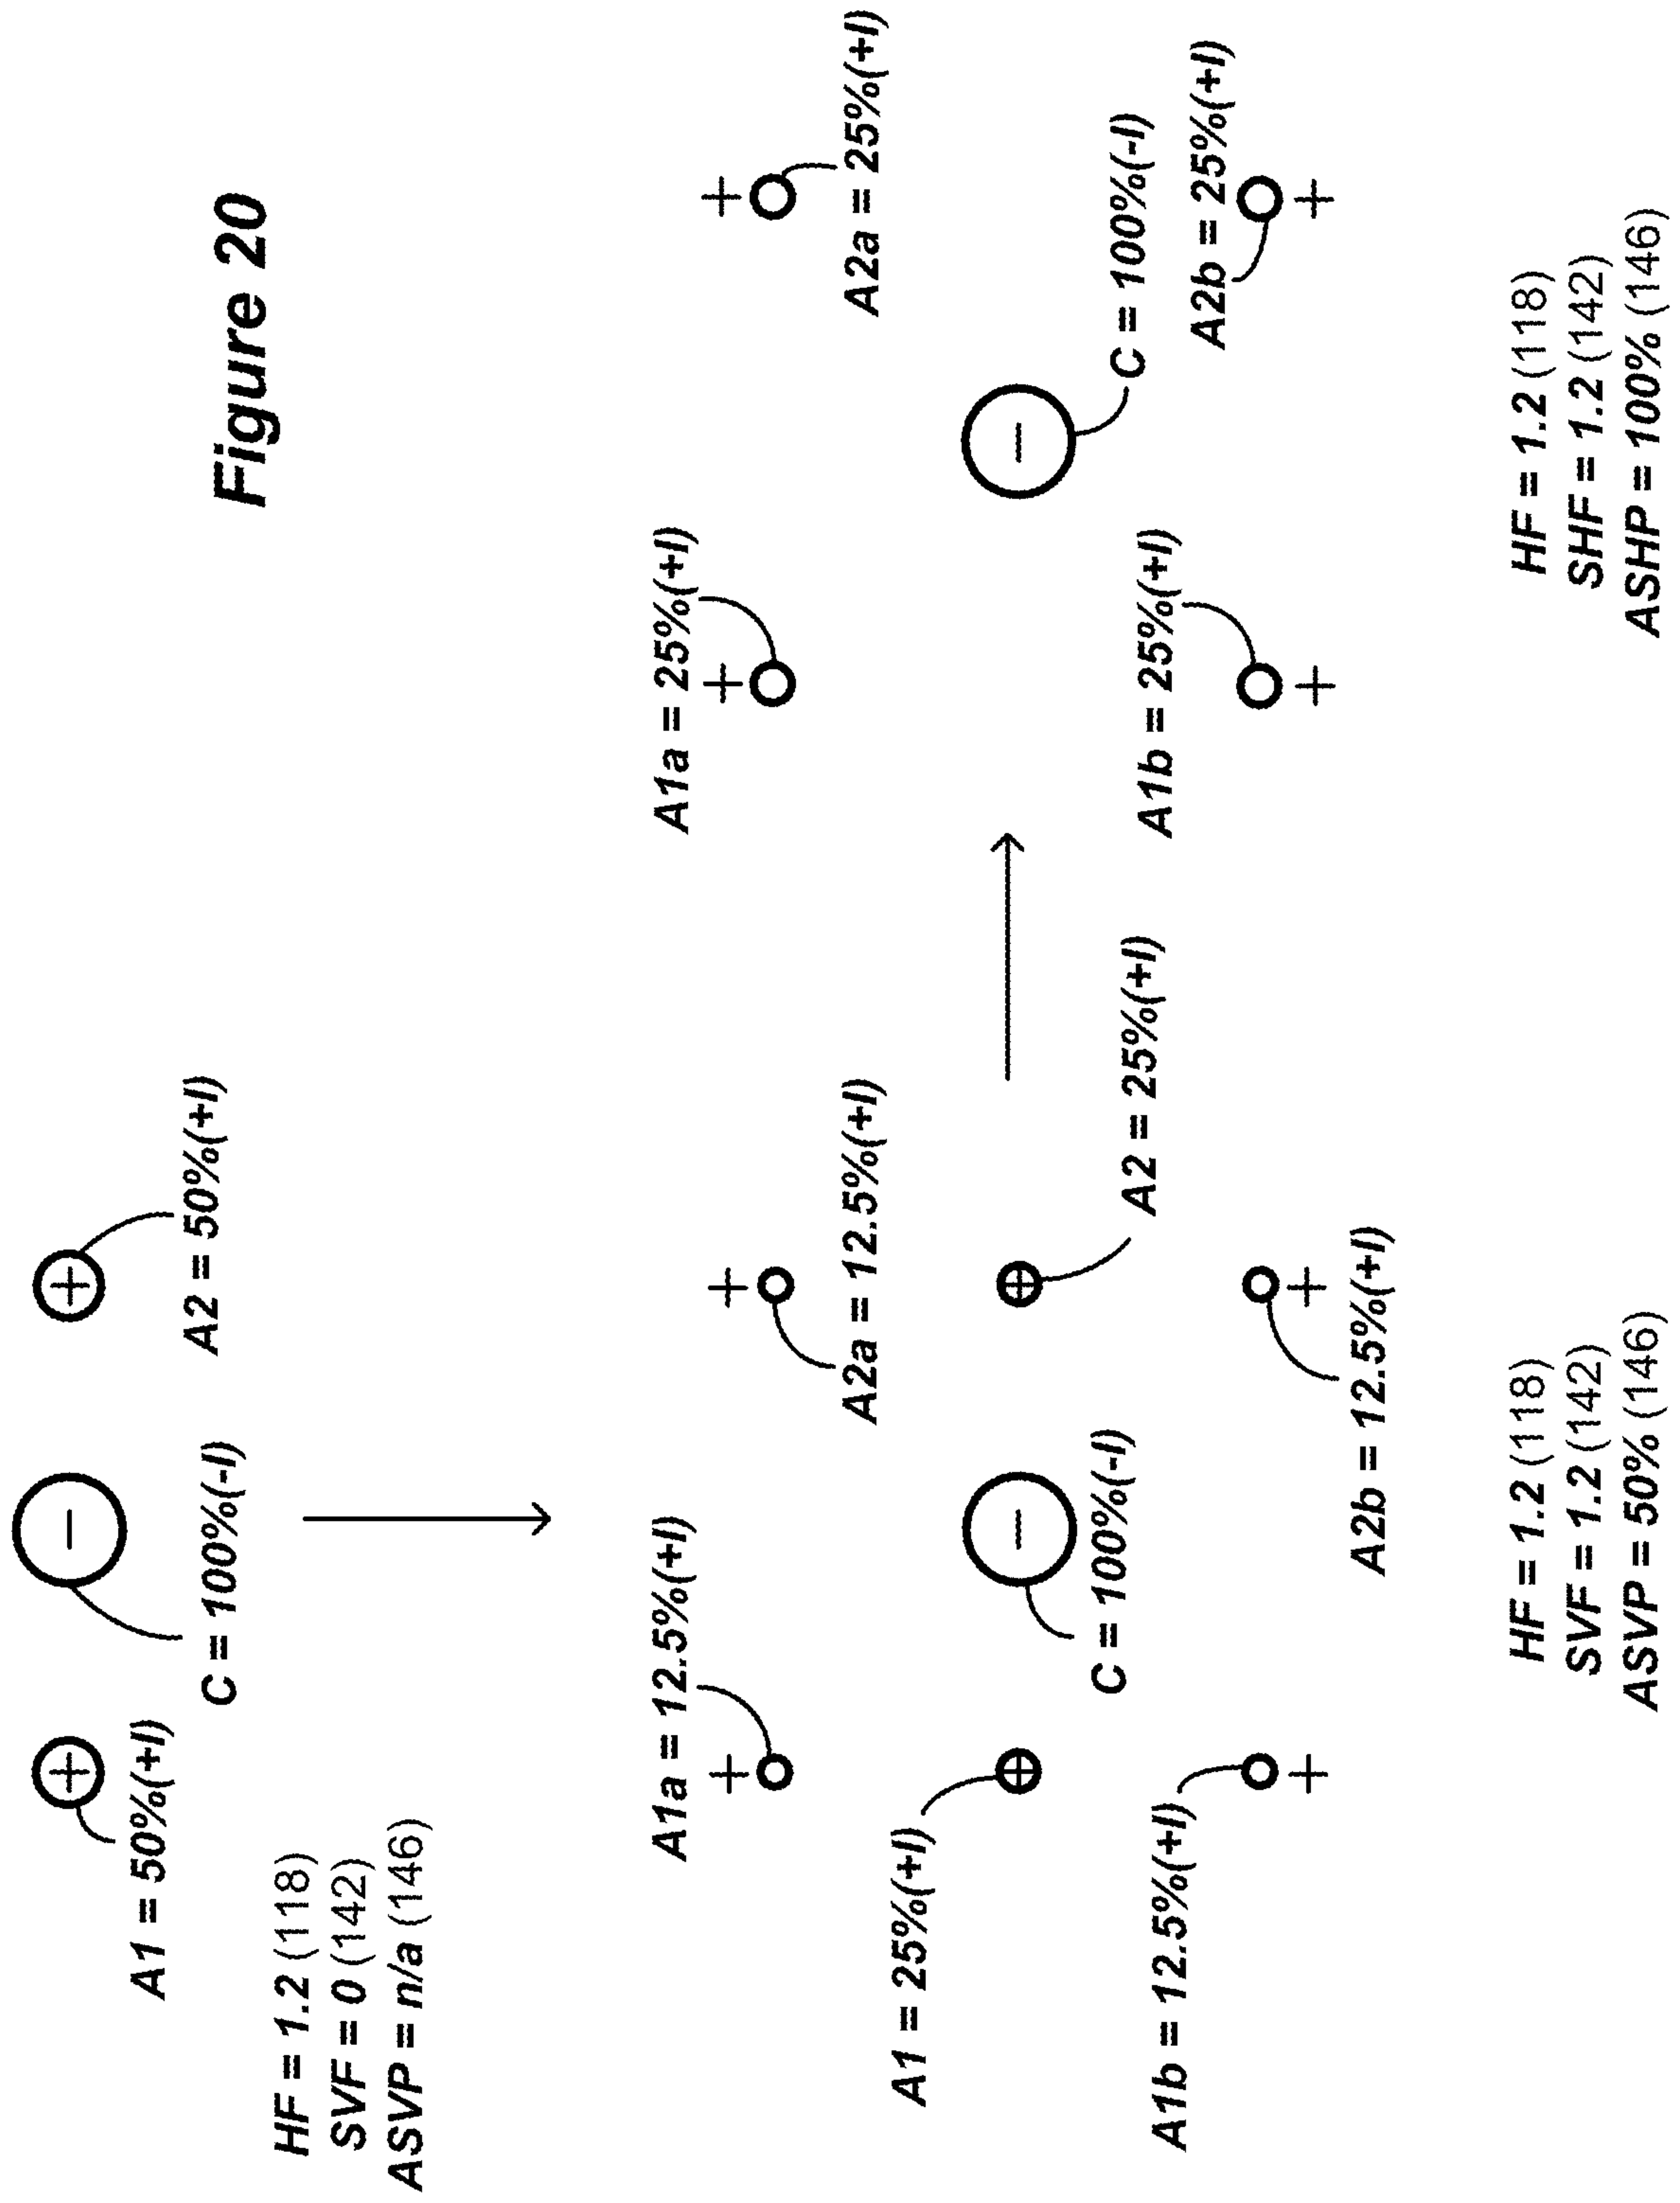 Figure 20
A1 = 50%(+I)
C = 100%(-I)
A2 = 50%(+I)
HF = 1.2 (118)
SVF = 0 (142)
ASVP = n/a (146)
A1a = 12.5%(+I)
A2a = 12.5%(+I)
A1 = 25%(+I)
C = 100%(-I)
A2 = 25%(+I)
A1b = 12.5%(+I)
A2b = 12.5%(+I)
HF = 1.2 (118)
SVF = 1.2 (142)
ASVP = 50% (146)
A1a = 25%(+I)
A2a = 25%(+I)
C = 100%(-I)
A1b = 25%(+I)
A2b = 25%(+I)
HF = 1.2 (118)
SHF = 1.2 (142)
ASHP = 100% (146)